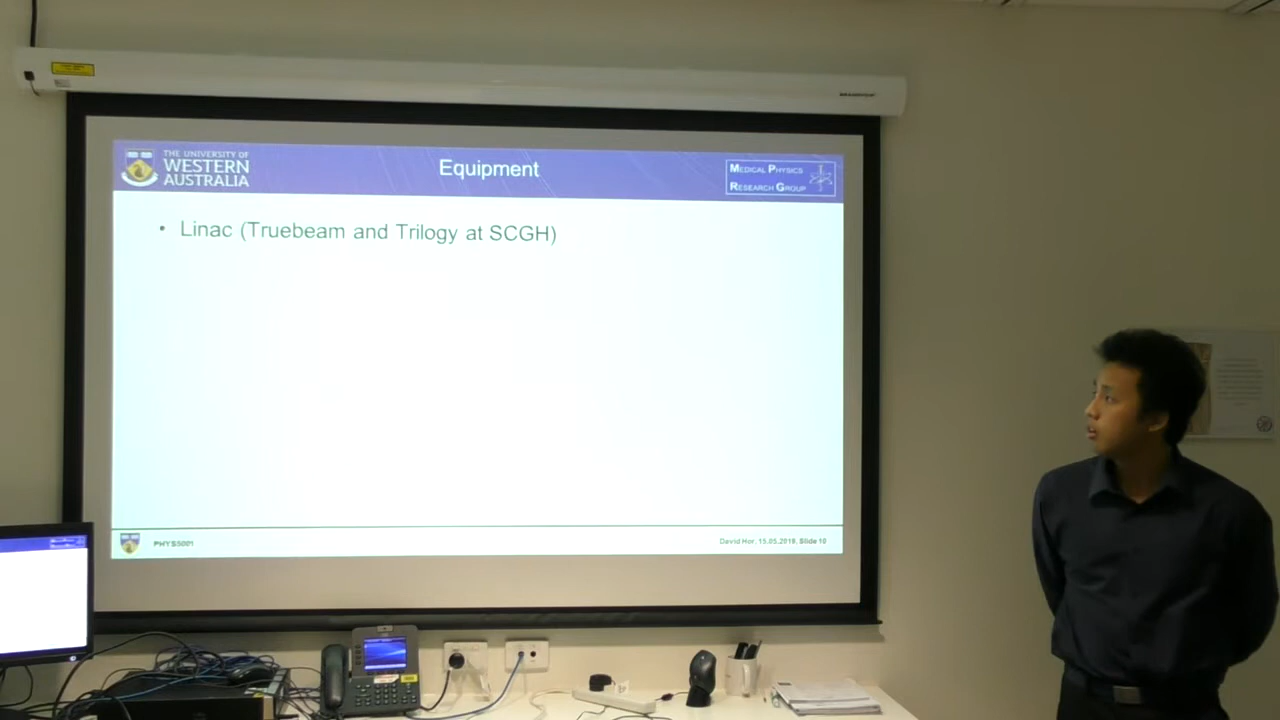 THE UNIVERSITY OF
WESTERN
AUSTRALIA
Equipment
MEDICAL PHYSICS
RESEARCH GROUP
• Linac (Truebeam and Trilogy at SCGH)
PHYS5001
David Hor, 15.05.2019, Slide 10